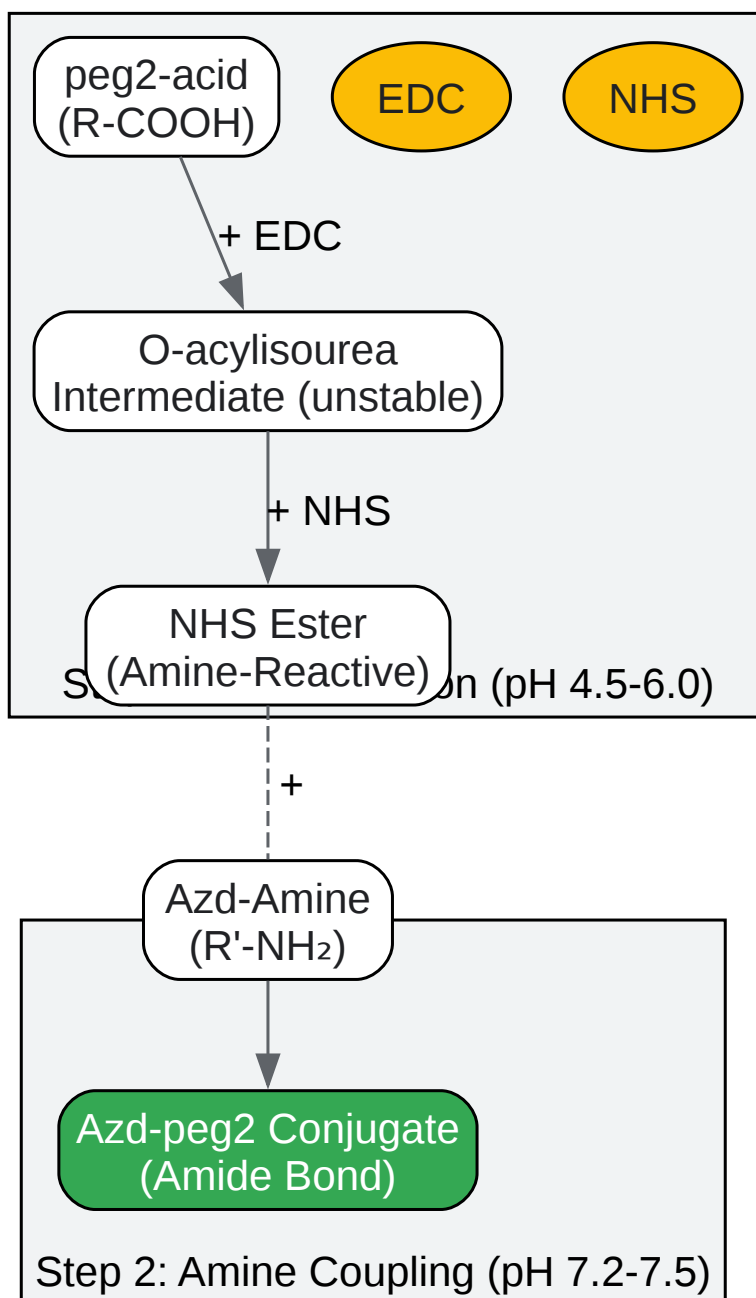 peg2-acid
(R-COOH)
EDC
NHS
+ EDC
O-acylisourea
Intermediate (unstable)
+ NHS
NHS Ester
(Amine-Reactive)
(pH 4.5-6.0)
+
Azd-Amine
(R'-NH₂)
Azd-peg2 Conjugate
(Amide Bond)
Step 2: Amine Coupling (pH 7.2-7.5)